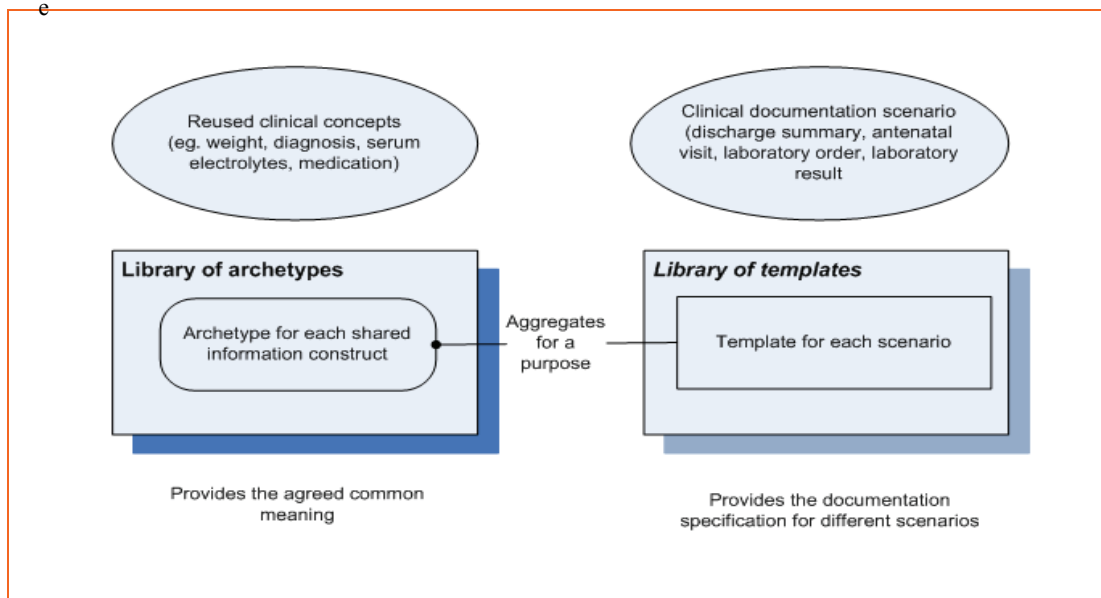 e
Reused clinical concepts
(eg. weight, diagnosis, serum
electrolytes, medication)
Clinical documentation scenario
(discharge summary, antenatal
visit, laboratory order, laboratory
result
Library of archetypes
Archetype for each shared
information construct
Aggregates
for a
purpose
Library of templates
Template for each scenario
Provides the agreed common
meaning
Provides the documentation
specification for different scenarios